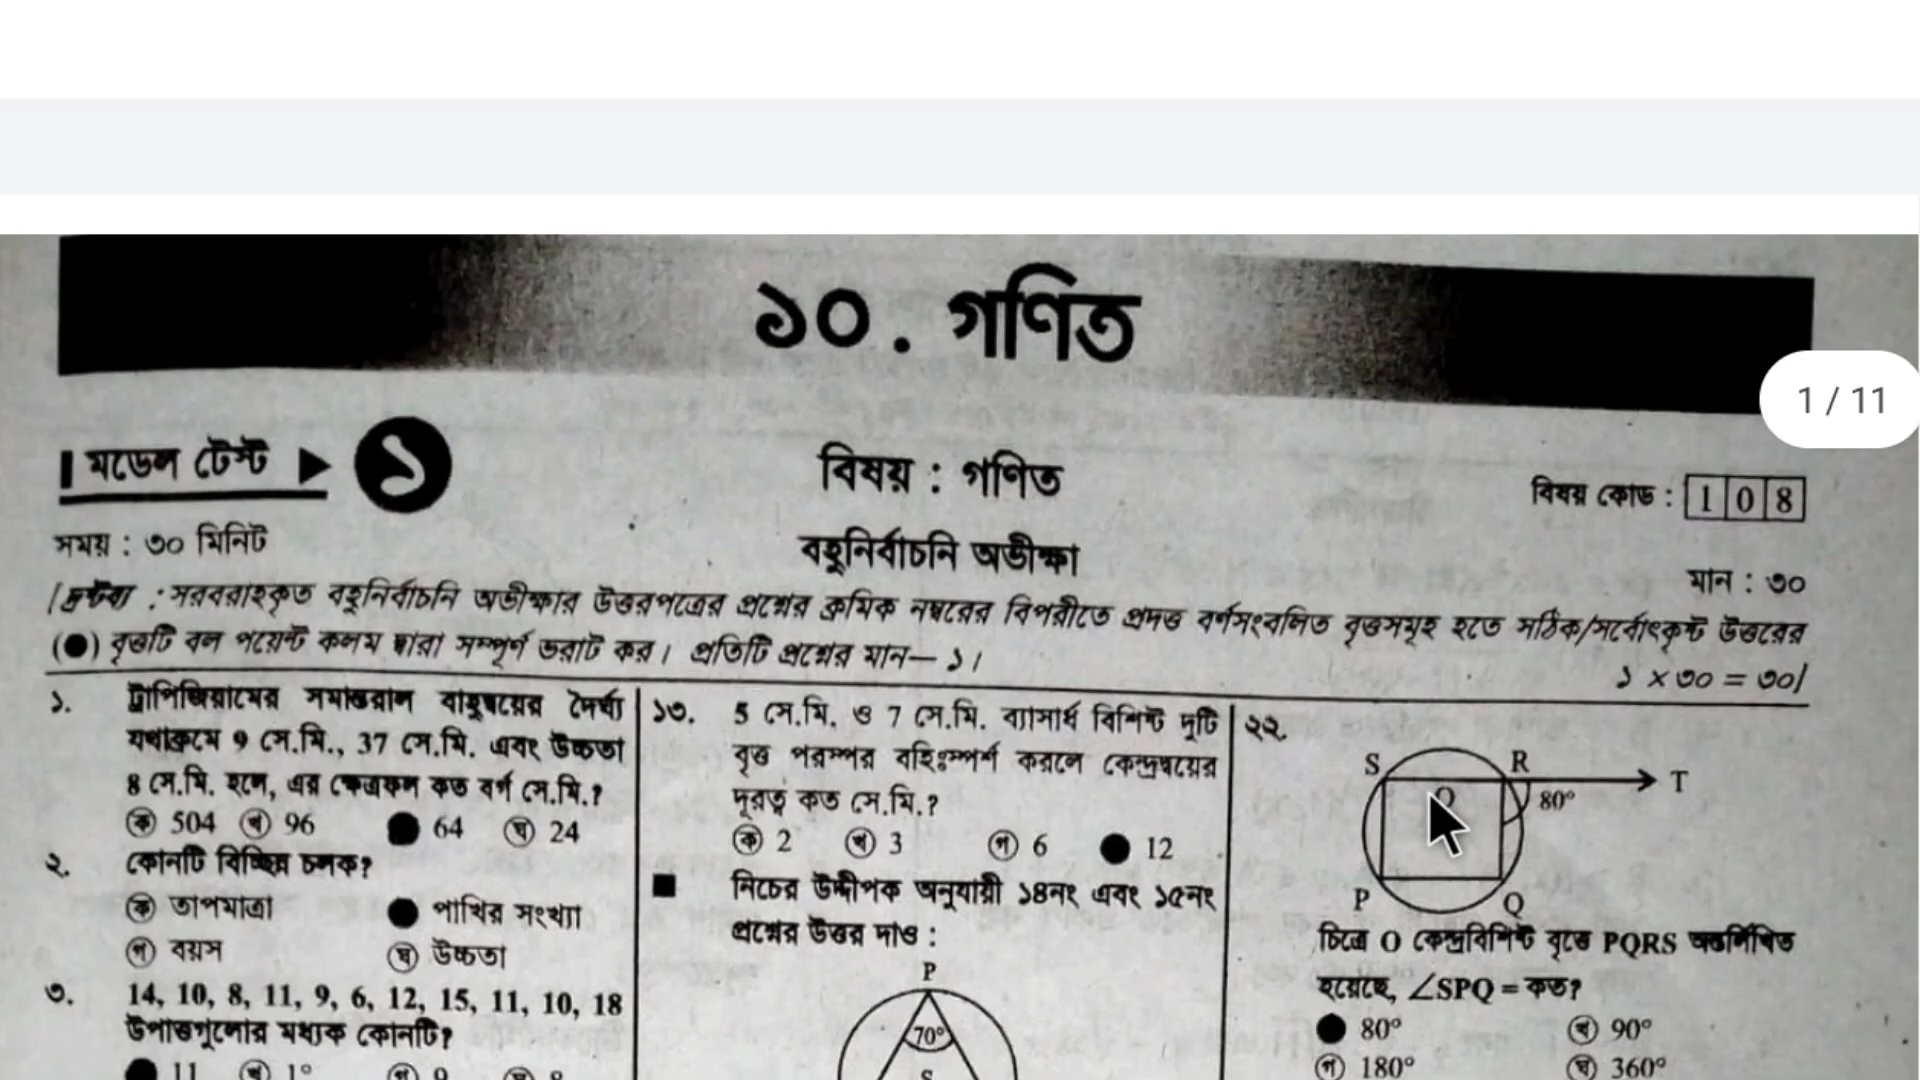 1 / 11
১০. গণিত
মডেল টেস্ট ১
বিষয় : গণিত
বিষয় কোড : 1 0 8
সময় : ৩০ মিনিট
বহুনির্বাচনি অভীক্ষা
মান : ৩০
[দ্রষ্টব্য : সরবরাহকৃত বহুনির্বাচনি অভীক্ষার উত্তরপত্রের প্রশ্নের ক্রমিক নম্বরের বিপরীতে প্রদত্ত বর্ণসংবলিত বৃত্তসমূহ হতে সঠিক/সর্বোৎকৃষ্ট উত্তরের
(●) বৃত্তটি বল পয়েন্ট কলম দ্বারা সম্পূর্ণ ভরাট কর। প্রতিটি প্রশ্নের মান— ১।
১ × ৩০ = ৩০]
১. ট্রাপিজিয়ামের সমান্তরাল বাহুদ্বয়ের দৈর্ঘ্য
যথাক্রমে 9 সে.মি., 37 সে.মি. এবং উচ্চতা
8 সে.মি. হলে, এর ক্ষেত্রফল কত বর্গ সে.মি.?
ক 504 খ 96 ● 64 ঘ 24
২. কোনটি বিচ্ছিন্ন চলক?
ক তাপমাত্রা ● পাখির সংখ্যা
গ বয়স ঘ উচ্চতা
৩. 14, 10, 8, 11, 9, 6, 12, 15, 11, 10, 18
উপাত্তগুলোর মধ্যক কোনটি?
১৩. 5 সে.মি. ও 7 সে.মি. ব্যাসার্ধ বিশিষ্ট দুটি
বৃত্ত পরস্পর বহিঃস্পর্শ করলে কেন্দ্রদ্বয়ের
দূরত্ব কত সে.মি.?
ক 2 খ 3 গ 6 ● 12
■ নিচের উদ্দীপক অনুযায়ী ১৪নং এবং ১৫নং
প্রশ্নের উত্তর দাও :
P
70°
২২.
S R T
80°
P Q
চিত্রে O কেন্দ্রবিশিষ্ট বৃত্তে PQRS অন্তর্লিখিত
হয়েছে, ∠SPQ = কত?
● 80° খ 90°
গ 180° ঘ 360°